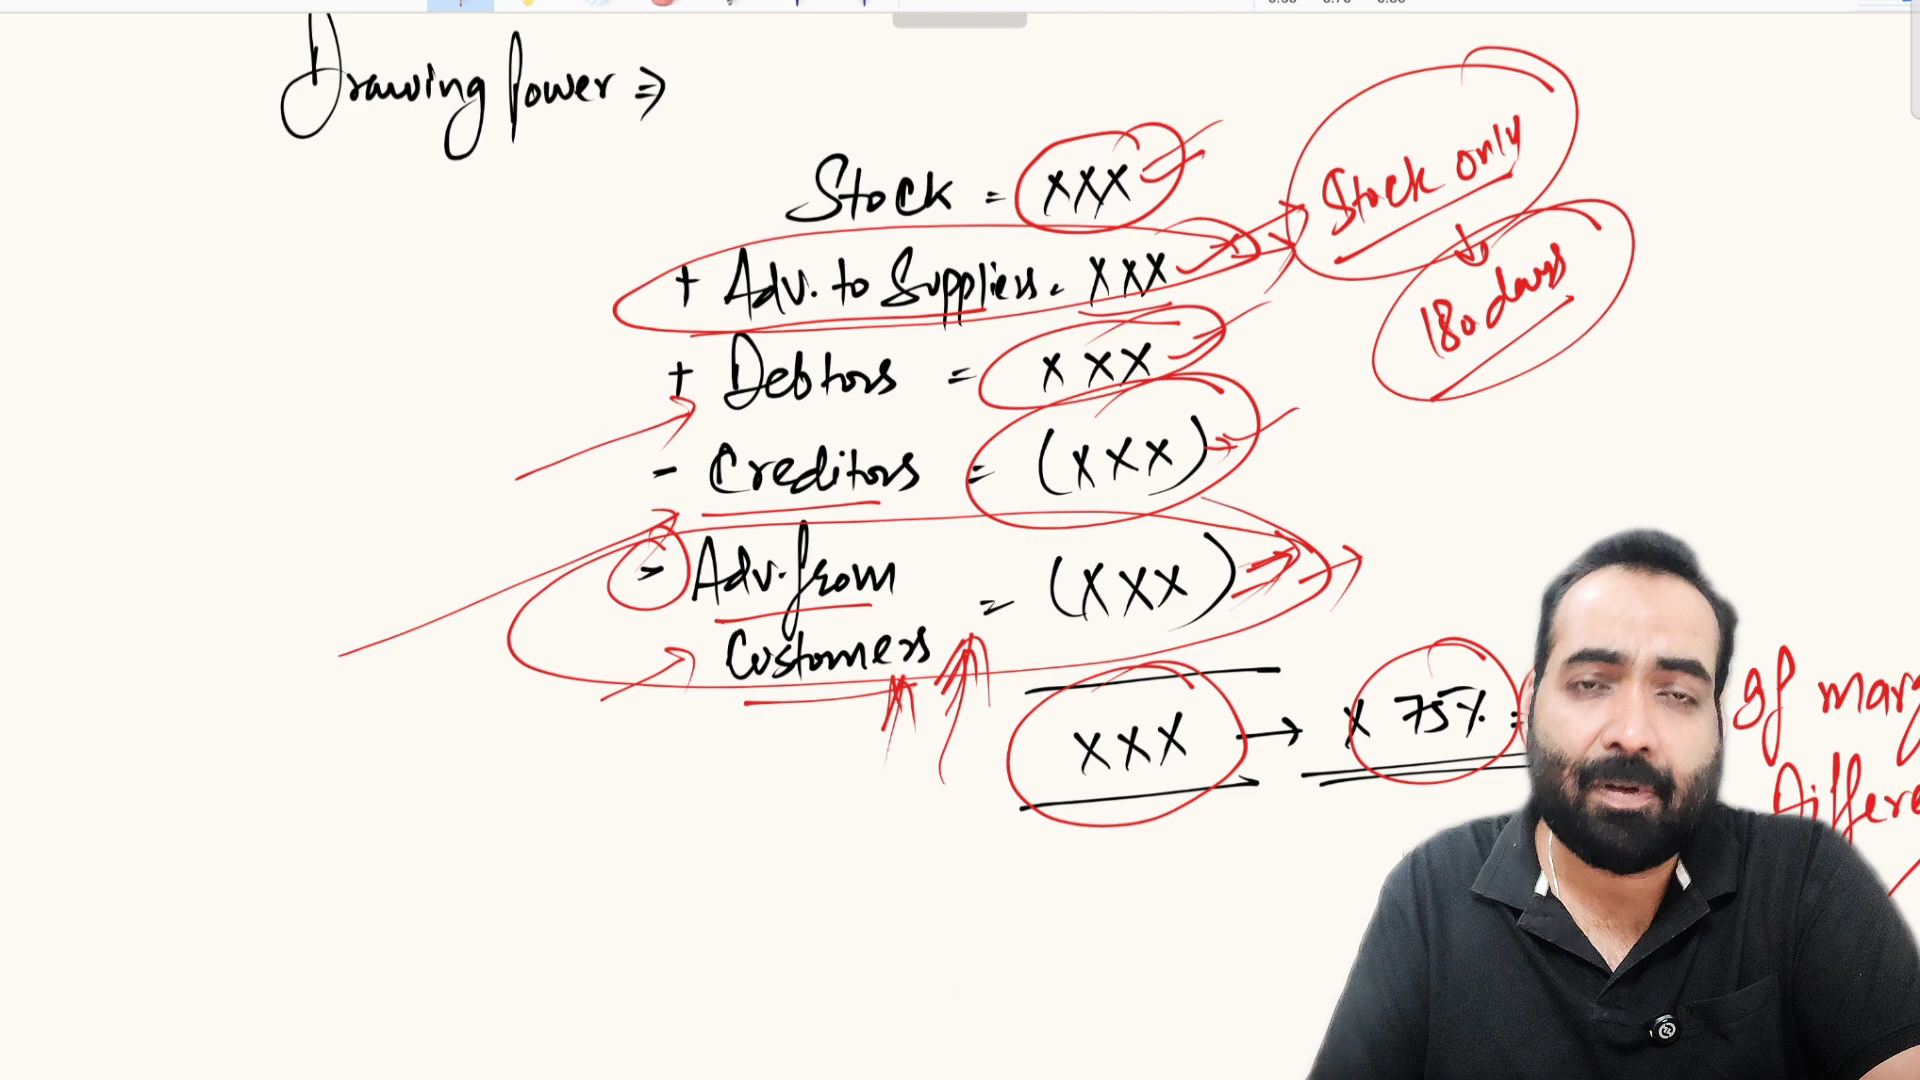 Drawing Power ⇒
Stock = XXX
+ Adv. to Suppliers = XXX
+ Debtors = XXX
- Creditors = (XXX)
- Adv. from Customers = (XXX)
XXX → X 75% =
Stock only
180 days
If